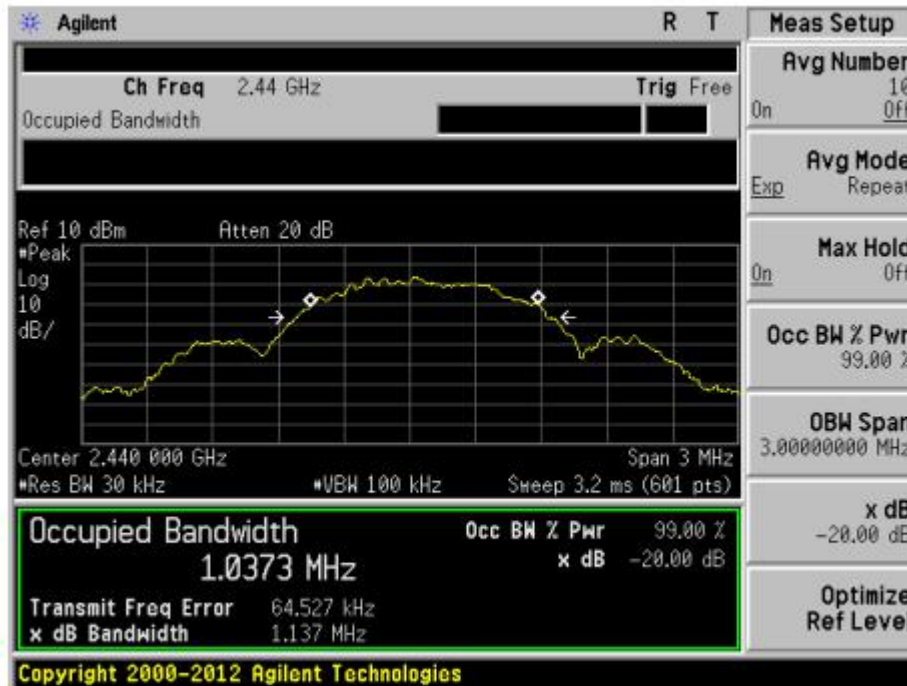 Agilent R T
Meas Setup
Ch Freq 2.44 GHz Trig Free
Occupied Bandwidth
Ref 10 dBm Atten 20 dB
#Peak
Log
10
dB/
Center 2.440 000 GHz Span 3 MHz
#Res BW 30 kHz #VBW 100 kHz Sweep 3.2 ms (601 pts)
Occupied Bandwidth Occ BW % Pwr 99.00 %
1.0373 MHz x dB -20.00 dB
Transmit Freq Error 64.527 kHz
x dB Bandwidth 1.137 MHz
Copyright 2000-2012 Agilent Technologies
Avg Number
10
On Off
Avg Mode
Exp Repeat
Max Hold
On Off
Occ BW % Pwr
99.00 %
OBW Span
3.00000000 MHz
x dB
-20.00 dB
Optimize
Ref Level